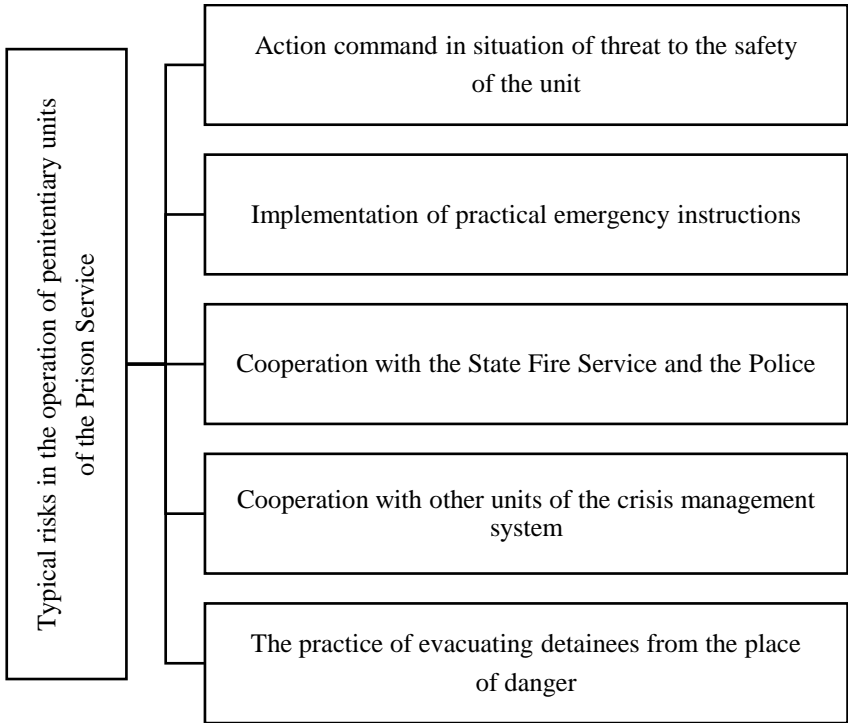 Typical risks in the operation of penitentiary units
of the Prison Service
Action command in situation of threat to the safety
of the unit
Implementation of practical emergency instructions
Cooperation with the State Fire Service and the Police
Cooperation with other units of the crisis management
system
The practice of evacuating detainees from the place
of danger